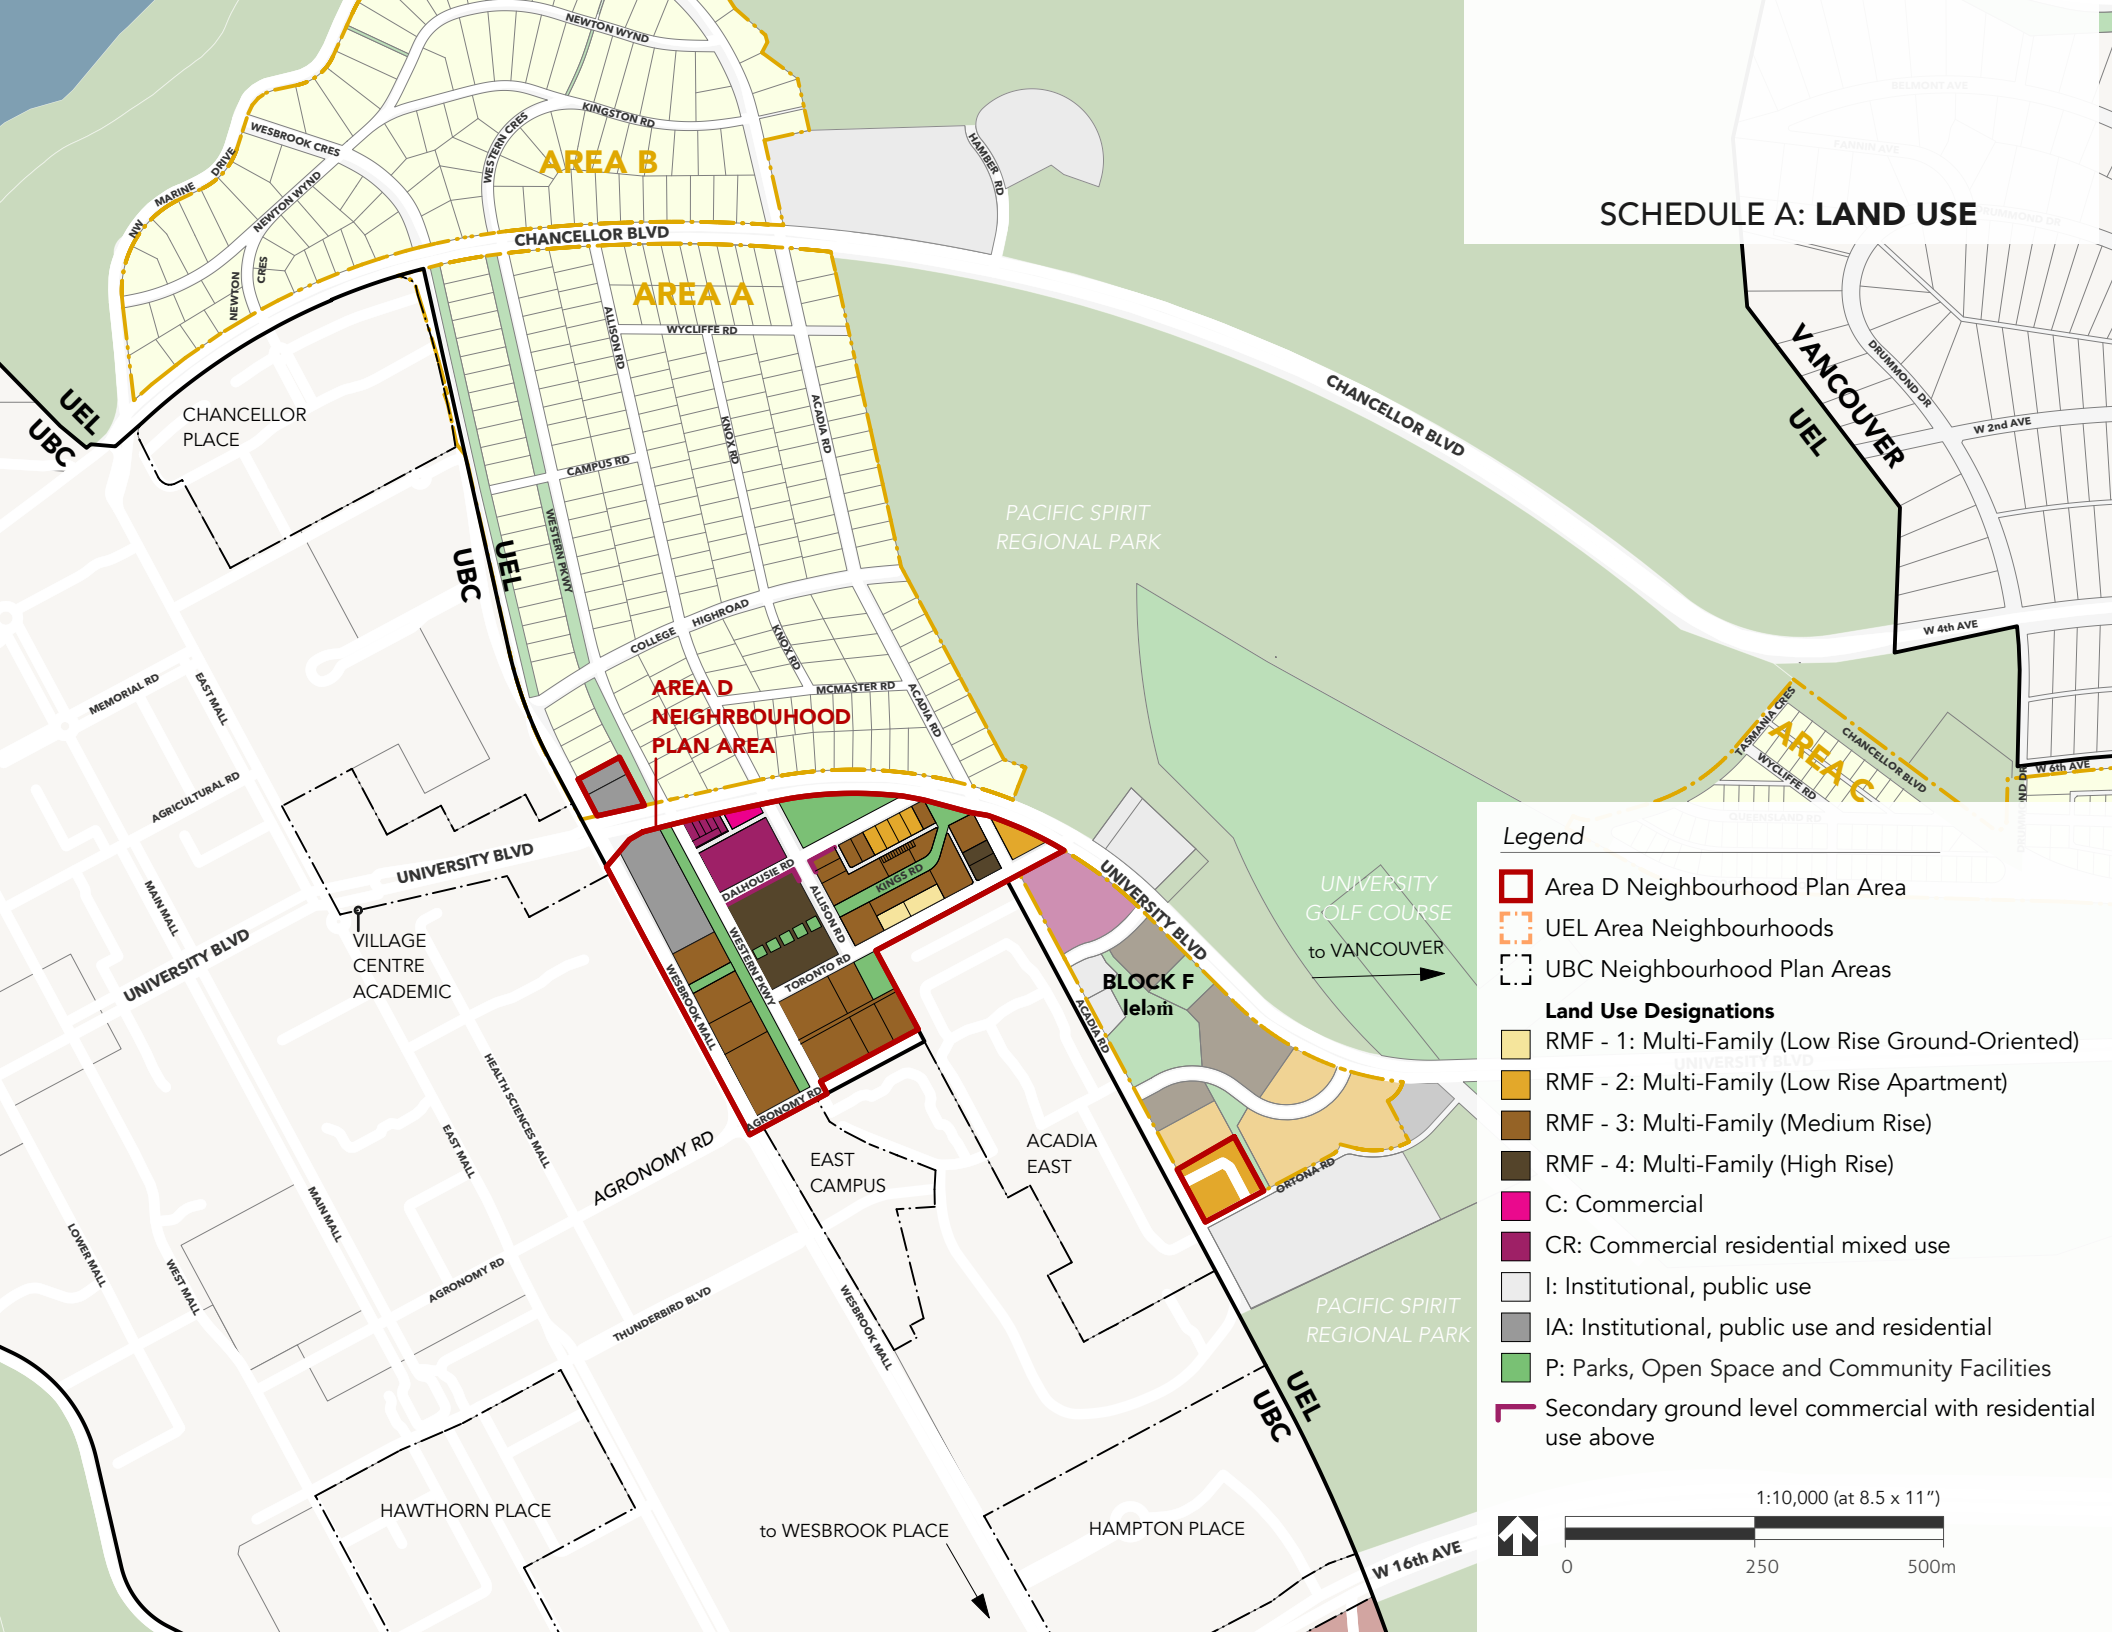 SCHEDULE A: LAND USE
BELMONT AVE
FANNIN AVE
DRUMMOND DR
NEWTON WYND
KINGSTON RD
WESTERN CRES
WESBROOK CRES
AREA B
HAMBER RD
NW MARINE DRIVE
NEWTON WYND
NEWTON CRES
CHANCELLOR BLVD
AREA A
ALLISON RD
WYCLIFFE RD
CHANCELLOR BLVD
VANCOUVER
UEL
DRUMMOND DR
W 2nd AVE
UEL
UBC
CHANCELLOR
PLACE
KNOX RD
ACADIA RD
CAMPUS RD
WESTERN PKWY
PACIFIC SPIRIT
REGIONAL PARK
UBC
UEL
COLLEGE HIGHROAD
KNOX RD
W 4th AVE
MEMORIAL RD
EAST MALL
AREA D
NEIGHRBOUHOOD
PLAN AREA
MCMASTER RD
ACADIA RD
TASMANIA CRES
AREA C
CHANCELLOR BLVD
WYCLIFFE RD
W 6th AVE
QUEENSLAND RD
AGRICULTURAL RD
UNIVERSITY BLVD
MAIN MALL
DALHOUSIE RD
ALLISON RD
KINGS RD
UNIVERSITY BLVD
UNIVERSITY
GOLF COURSE
to VANCOUVER
VILLAGE
CENTRE
ACADEMIC
UNIVERSITY BLVD
WESTERN PKWY
WESBROOK MALL
TORONTO RD
BLOCK F
leləm̓
ACADIA RD
HEALTH SCIENCES MALL
AGRONOMY RD
AGRONOMY RD
EAST MALL
EAST
CAMPUS
ACADIA
EAST
ORTONA RD
MAIN MALL
LOWER MALL
WEST MALL
AGRONOMY RD
THUNDERBIRD BLVD
WESBROOK MALL
PACIFIC SPIRIT
REGIONAL PARK
UEL
UBC
HAWTHORN PLACE
to WESBROOK PLACE
HAMPTON PLACE
W 16th AVE
Legend
Area D Neighbourhood Plan Area
UEL Area Neighbourhoods
UBC Neighbourhood Plan Areas
Land Use Designations
RMF - 1: Multi-Family (Low Rise Ground-Oriented)
UNIVERSITY BLVD
RMF - 2: Multi-Family (Low Rise Apartment)
RMF - 3: Multi-Family (Medium Rise)
RMF - 4: Multi-Family (High Rise)
C: Commercial
CR: Commercial residential mixed use
I: Institutional, public use
IA: Institutional, public use and residential
P: Parks, Open Space and Community Facilities
Secondary ground level commercial with residential
use above
1:10,000 (at 8.5 x 11”)
0 250 500m